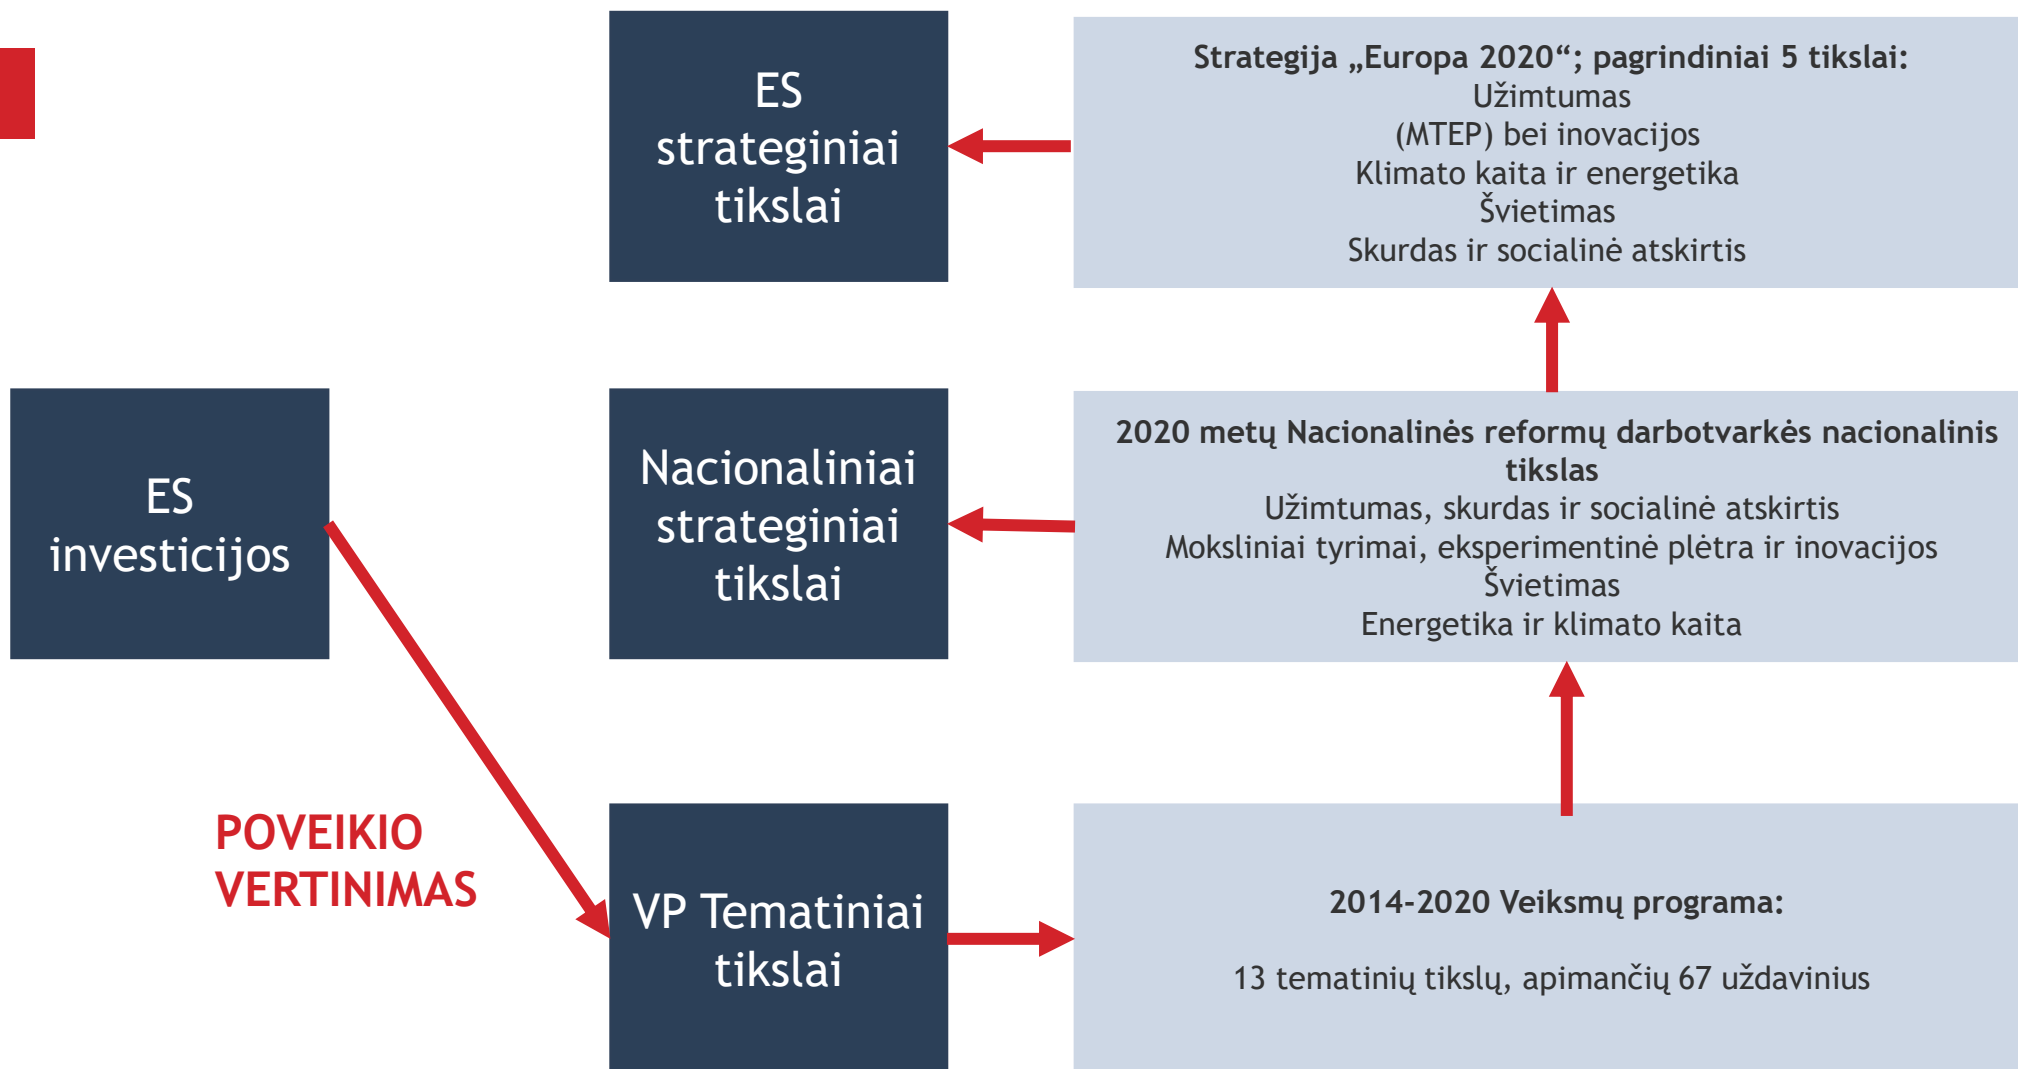 ES
strateginiai
tikslai
Strategija „Europa 2020“; pagrindiniai 5 tikslai:
Užimtumas
(MTEP) bei inovacijos
Klimato kaita ir energetika
Švietimas
Skurdas ir socialinė atskirtis
ES
investicijos
Nacionaliniai
strateginiai
tikslai
2020 metų Nacionalinės reformų darbotvarkės nacionalinis
tikslas
Užimtumas, skurdas ir socialinė atskirtis
Moksliniai tyrimai, eksperimentinė plėtra ir inovacijos
Švietimas
Energetika ir klimato kaita
POVEIKIO
VERTINIMAS
VP Tematiniai
tikslai
2014-2020 Veiksmų programa:
13 tematinių tikslų, apimančių 67 uždavinius